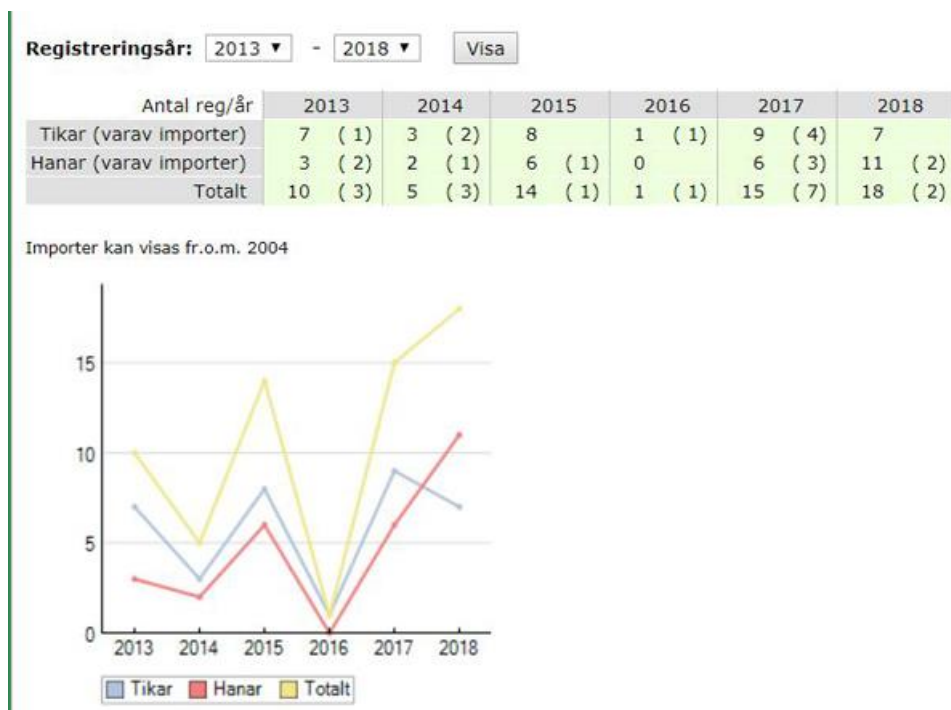 Registreringsår: 2013 ▼ - 2018 ▼ Visa
Antal reg/år 2013 2014 2015 2016 2017 2018
Tikar (varav importer) 7 ( 1) 3 ( 2) 8 1 ( 1) 9 ( 4) 7
Hanar (varav importer) 3 ( 2) 2 ( 1) 6 ( 1) 0 6 ( 3) 11 ( 2)
Totalt 10 ( 3) 5 ( 3) 14 ( 1) 1 ( 1) 15 ( 7) 18 ( 2)
Importer kan visas fr.o.m. 2004
15
10
5
0
2013 2014 2015 2016 2017 2018
Tikar Hanar Totalt